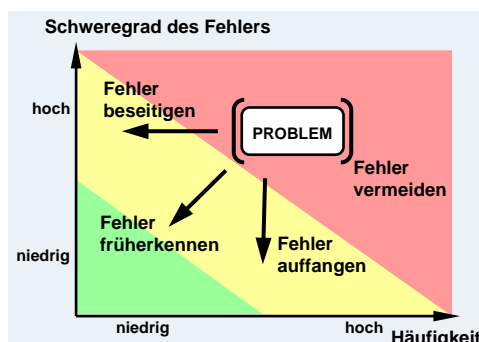 Schweregrad des Fehlers
Fehler
beseitigen
hoch
PROBLEM
Fehler
vermeiden
Fehler
früherkennen
Fehler
auffangen
niedrig
niedrig
hoch
Häufigkeit